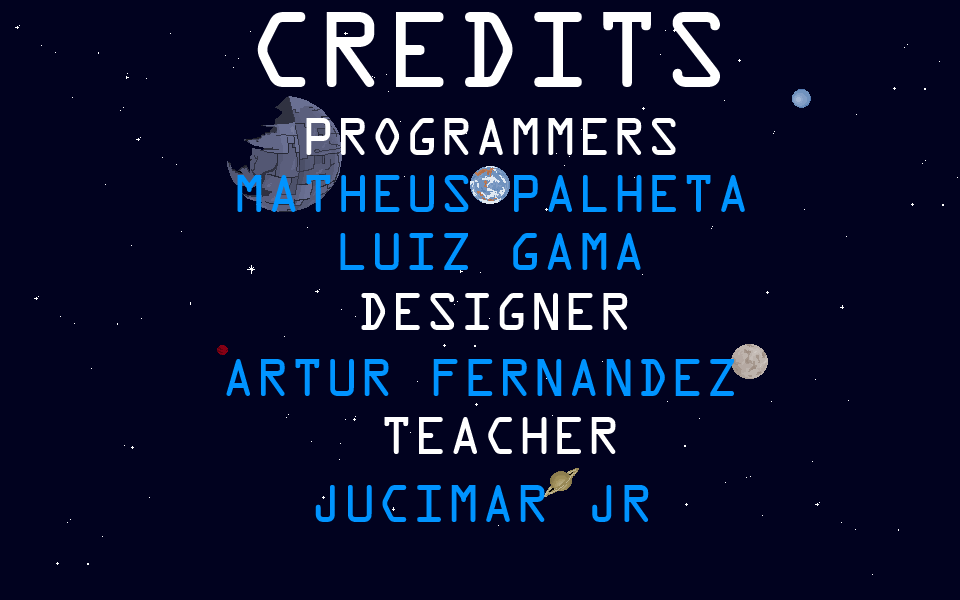 CREDITS
PROGRAMMERS
MATHEUS PALHETA
LUIZ GAMA
DESIGNER
ARTUR FERNANDEZ
TEACHER
JUCIMAR JR